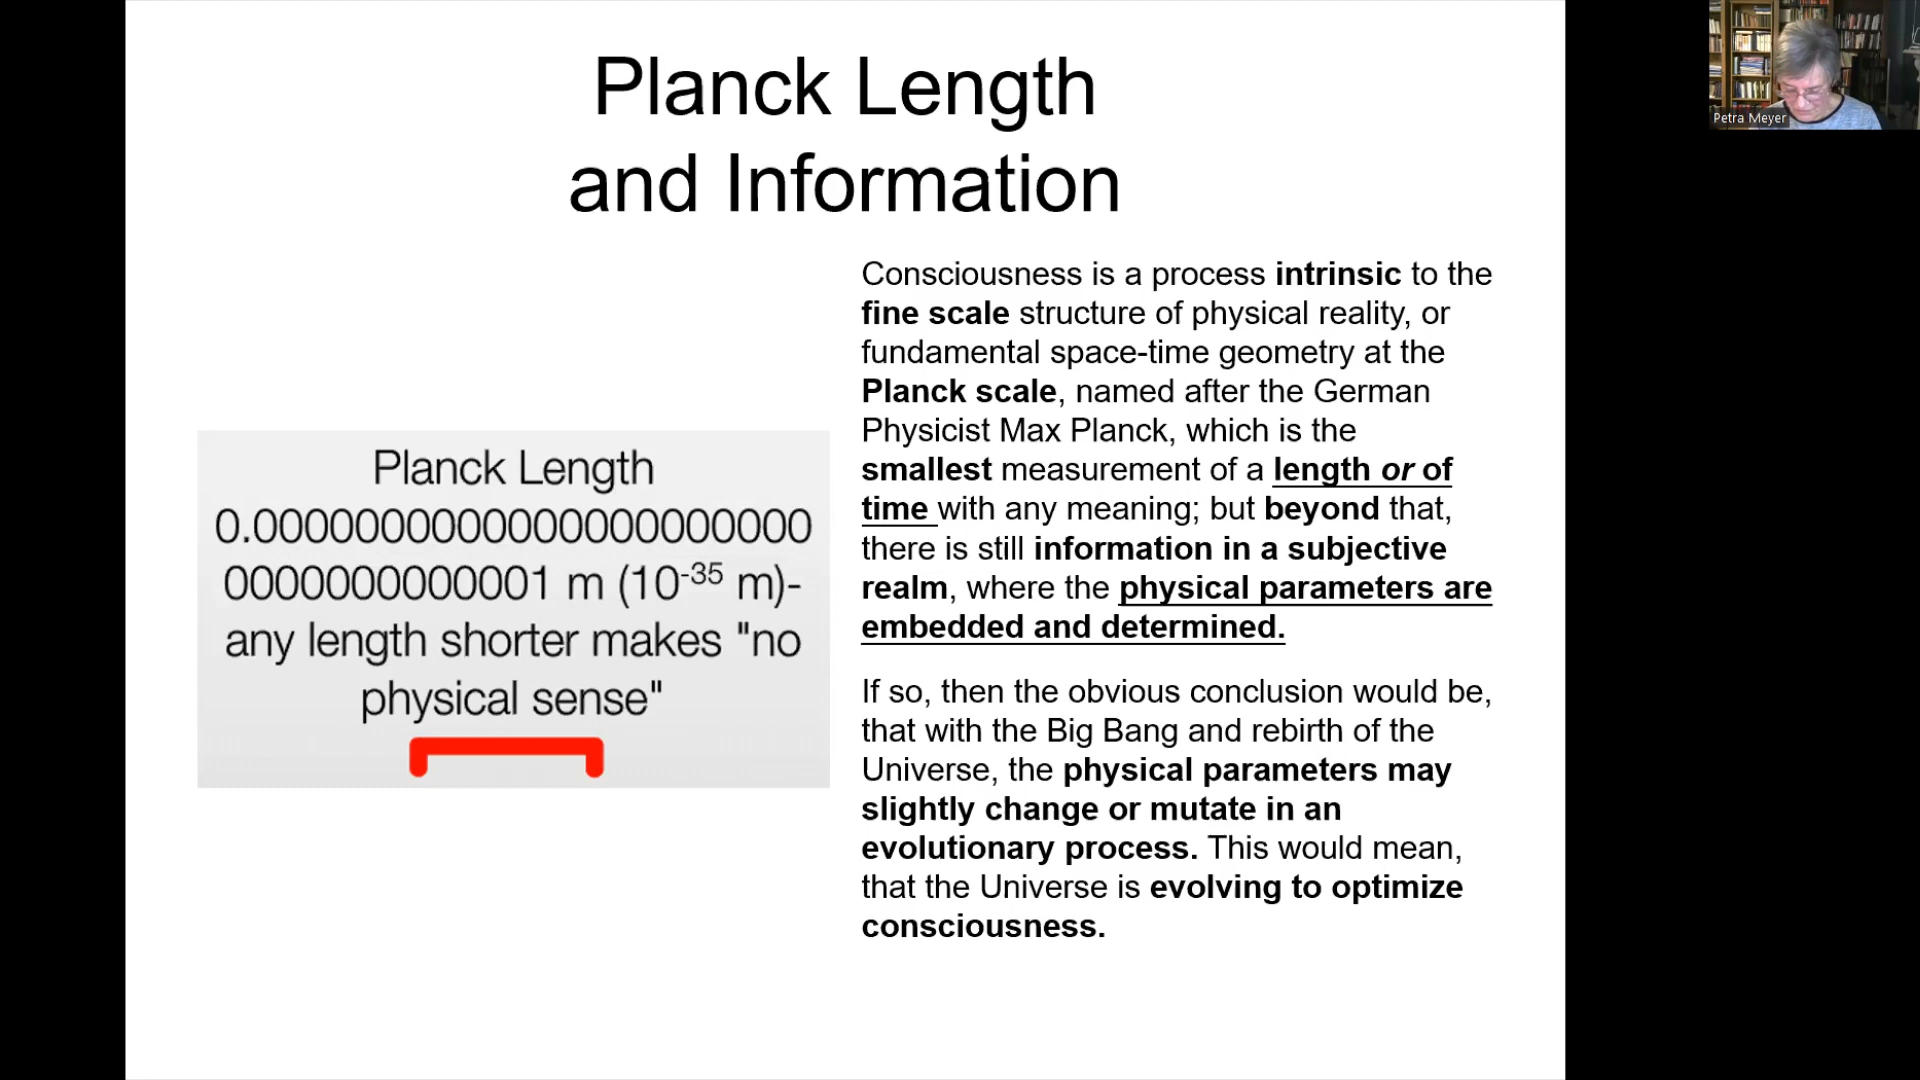 Planck Length
and Information
Consciousness is a process intrinsic to the
fine scale structure of physical reality, or
fundamental space-time geometry at the
Planck scale, named after the German
Physicist Max Planck, which is the
smallest measurement of a length or of
time with any meaning; but beyond that,
there is still information in a subjective
realm, where the physical parameters are
embedded and determined.
If so, then the obvious conclusion would be,
that with the Big Bang and rebirth of the
Universe, the physical parameters may
slightly change or mutate in an
evolutionary process. This would mean,
that the Universe is evolving to optimize
consciousness.
Planck Length
0.00000000000000000000000
0000000000001 m (10⁻³⁵ m)-
any length shorter makes "no
physical sense"
Petra Meyer